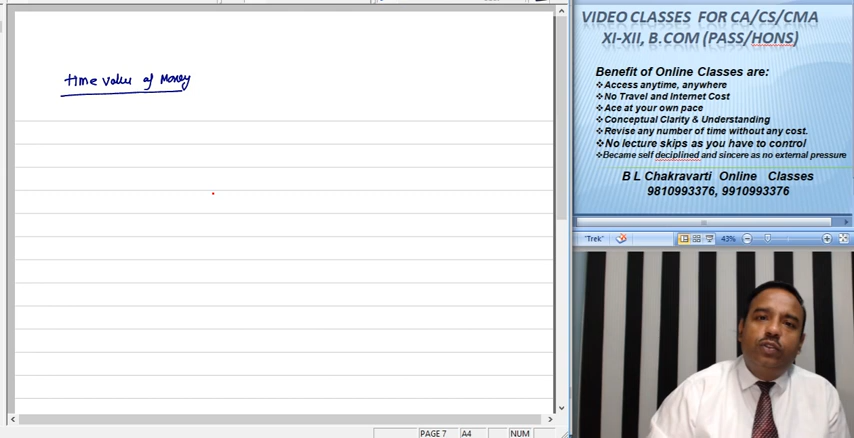 Time value of Money
VIDEO CLASSES FOR CA/CS/CMA
XI-XII, B.COM (PASS/HONS)
Benefit of Online Classes are:
❖Access anytime, anywhere
❖No Travel and Internet Cost
❖Ace at your own pace
❖Conceptual Clarity & Understanding
❖Revise any number of time without any cost.
❖No lecture skips as you have to control
❖Became self deciplined and sincere as no external pressure
B L Chakravarti Online Classes
9810993376, 9910993376
"Trek" 43%
PAGE 7 A4 NUM